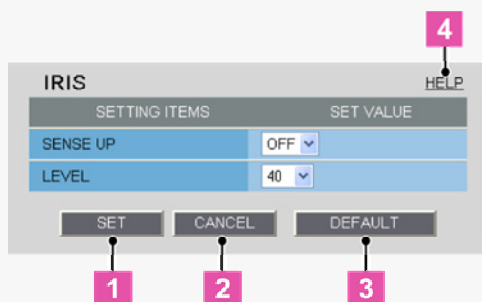 4
IRIS HELP
SETTING ITEMS SET VALUE
SENSE UP OFF
LEVEL 40
SET CANCEL DEFAULT
1 2 3